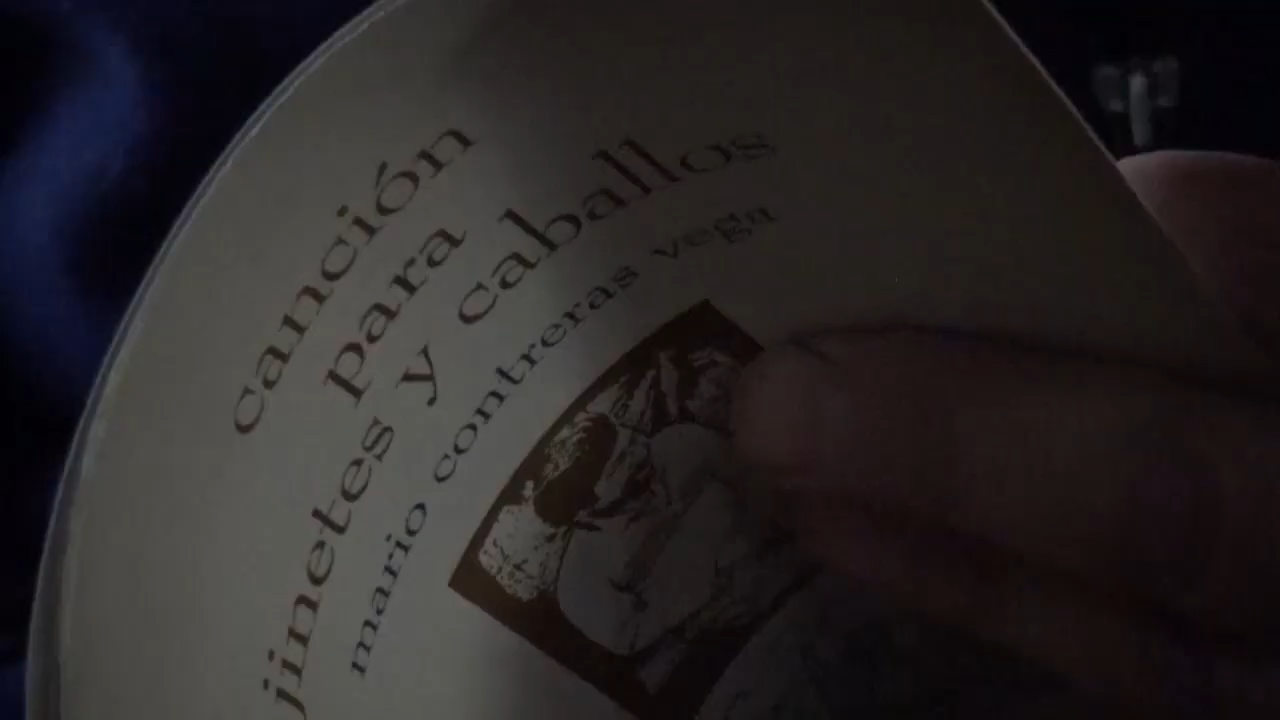 canción
para
jinetes y caballos
mario contreras vega